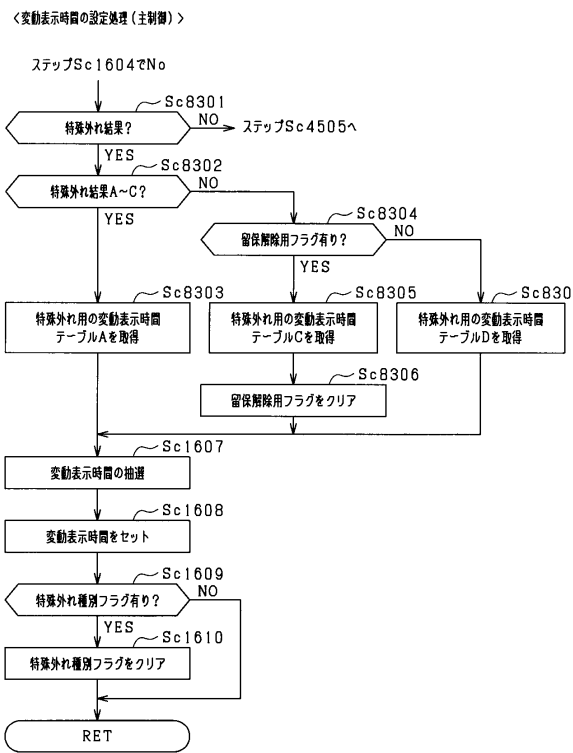 <変動表示時間の設定処理(主制御)>
ステップSc1604でNo
Sc8301
特殊外れ結果?
NO
ステップSc4505へ
YES
Sc8302
特殊外れ結果A~C?
NO
YES
Sc8304
留保解除用フラグ有り?
NO
YES
Sc8303
特殊外れ用の変動表示時間
テーブルAを取得
Sc8305
特殊外れ用の変動表示時間
テーブルCを取得
Sc830
特殊外れ用の変動表示時間
テーブルDを取得
Sc8306
留保解除用フラグをクリア
Sc1607
変動表示時間の抽選
Sc1608
変動表示時間をセット
Sc1609
特殊外れ種別フラグ有り?
NO
YES
Sc1610
特殊外れ種別フラグをクリア
RET